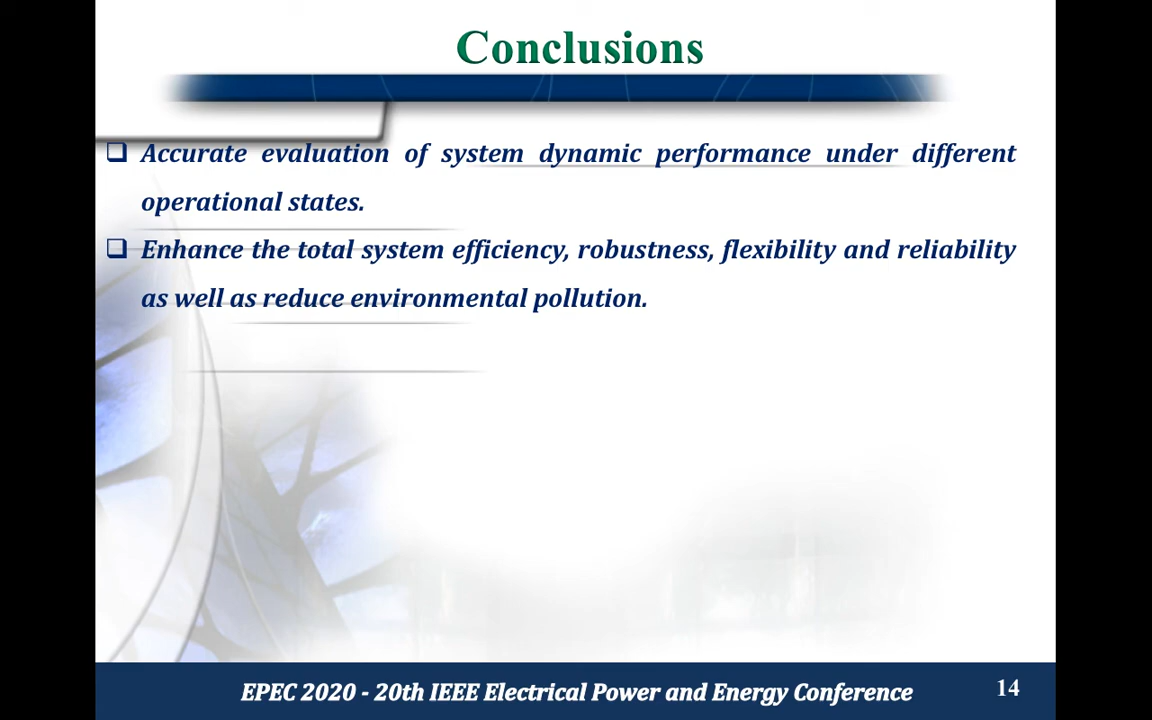 Conclusions
Accurate evaluation of system dynamic performance under different
operational states.
Enhance the total system efficiency, robustness, flexibility and reliability
as well as reduce environmental pollution.
EPEC 2020 - 20th IEEE Electrical Power and Energy Conference
14